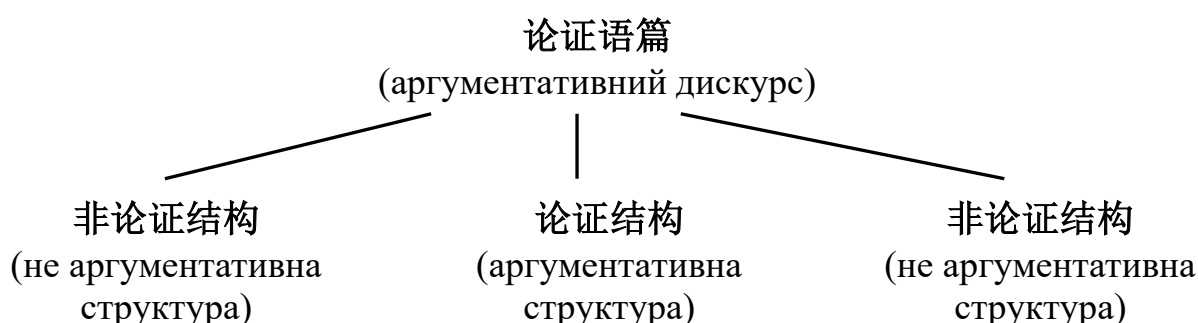 论证语篇
(аргументативний дискурс)
非论证结构 论证结构 非论证结构
(не аргументативна (аргументативна (не аргументативна
структура) структура) структура)